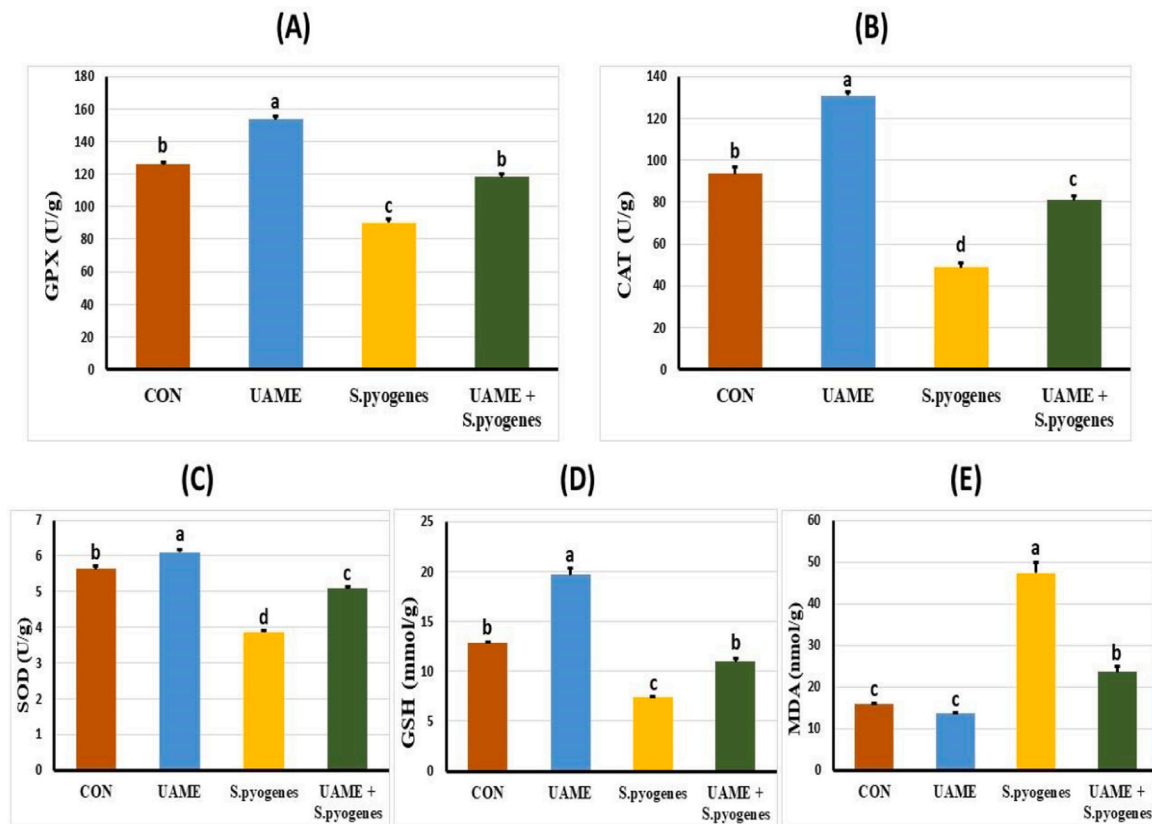 (A)
GPX (U/g)
180
160
140
120
100
80
60
40
20
0
b
a
c
b
CON
UAME
S.pyogenes
UAME +
S.pyogenes
(B)
CAT (U/g)
140
120
100
80
60
40
20
0
b
a
d
c
CON
UAME
S.pyogenes
UAME +
S.pyogenes
(C)
SOD (U/g)
7
6
5
4
3
2
1
0
b
a
d
c
CON
UAME
S.pyogenes
UAME +
S.pyogenes
(D)
GSH (mmol/g)
25
20
15
10
5
0
b
a
c
b
CON
UAME
S.pyogenes
UAME +
S.pyogenes
(E)
MDA (nmol/g)
60
50
40
30
20
10
0
c
c
a
b
CON
UAME
S.pyogenes
UAME +
S.pyogenes